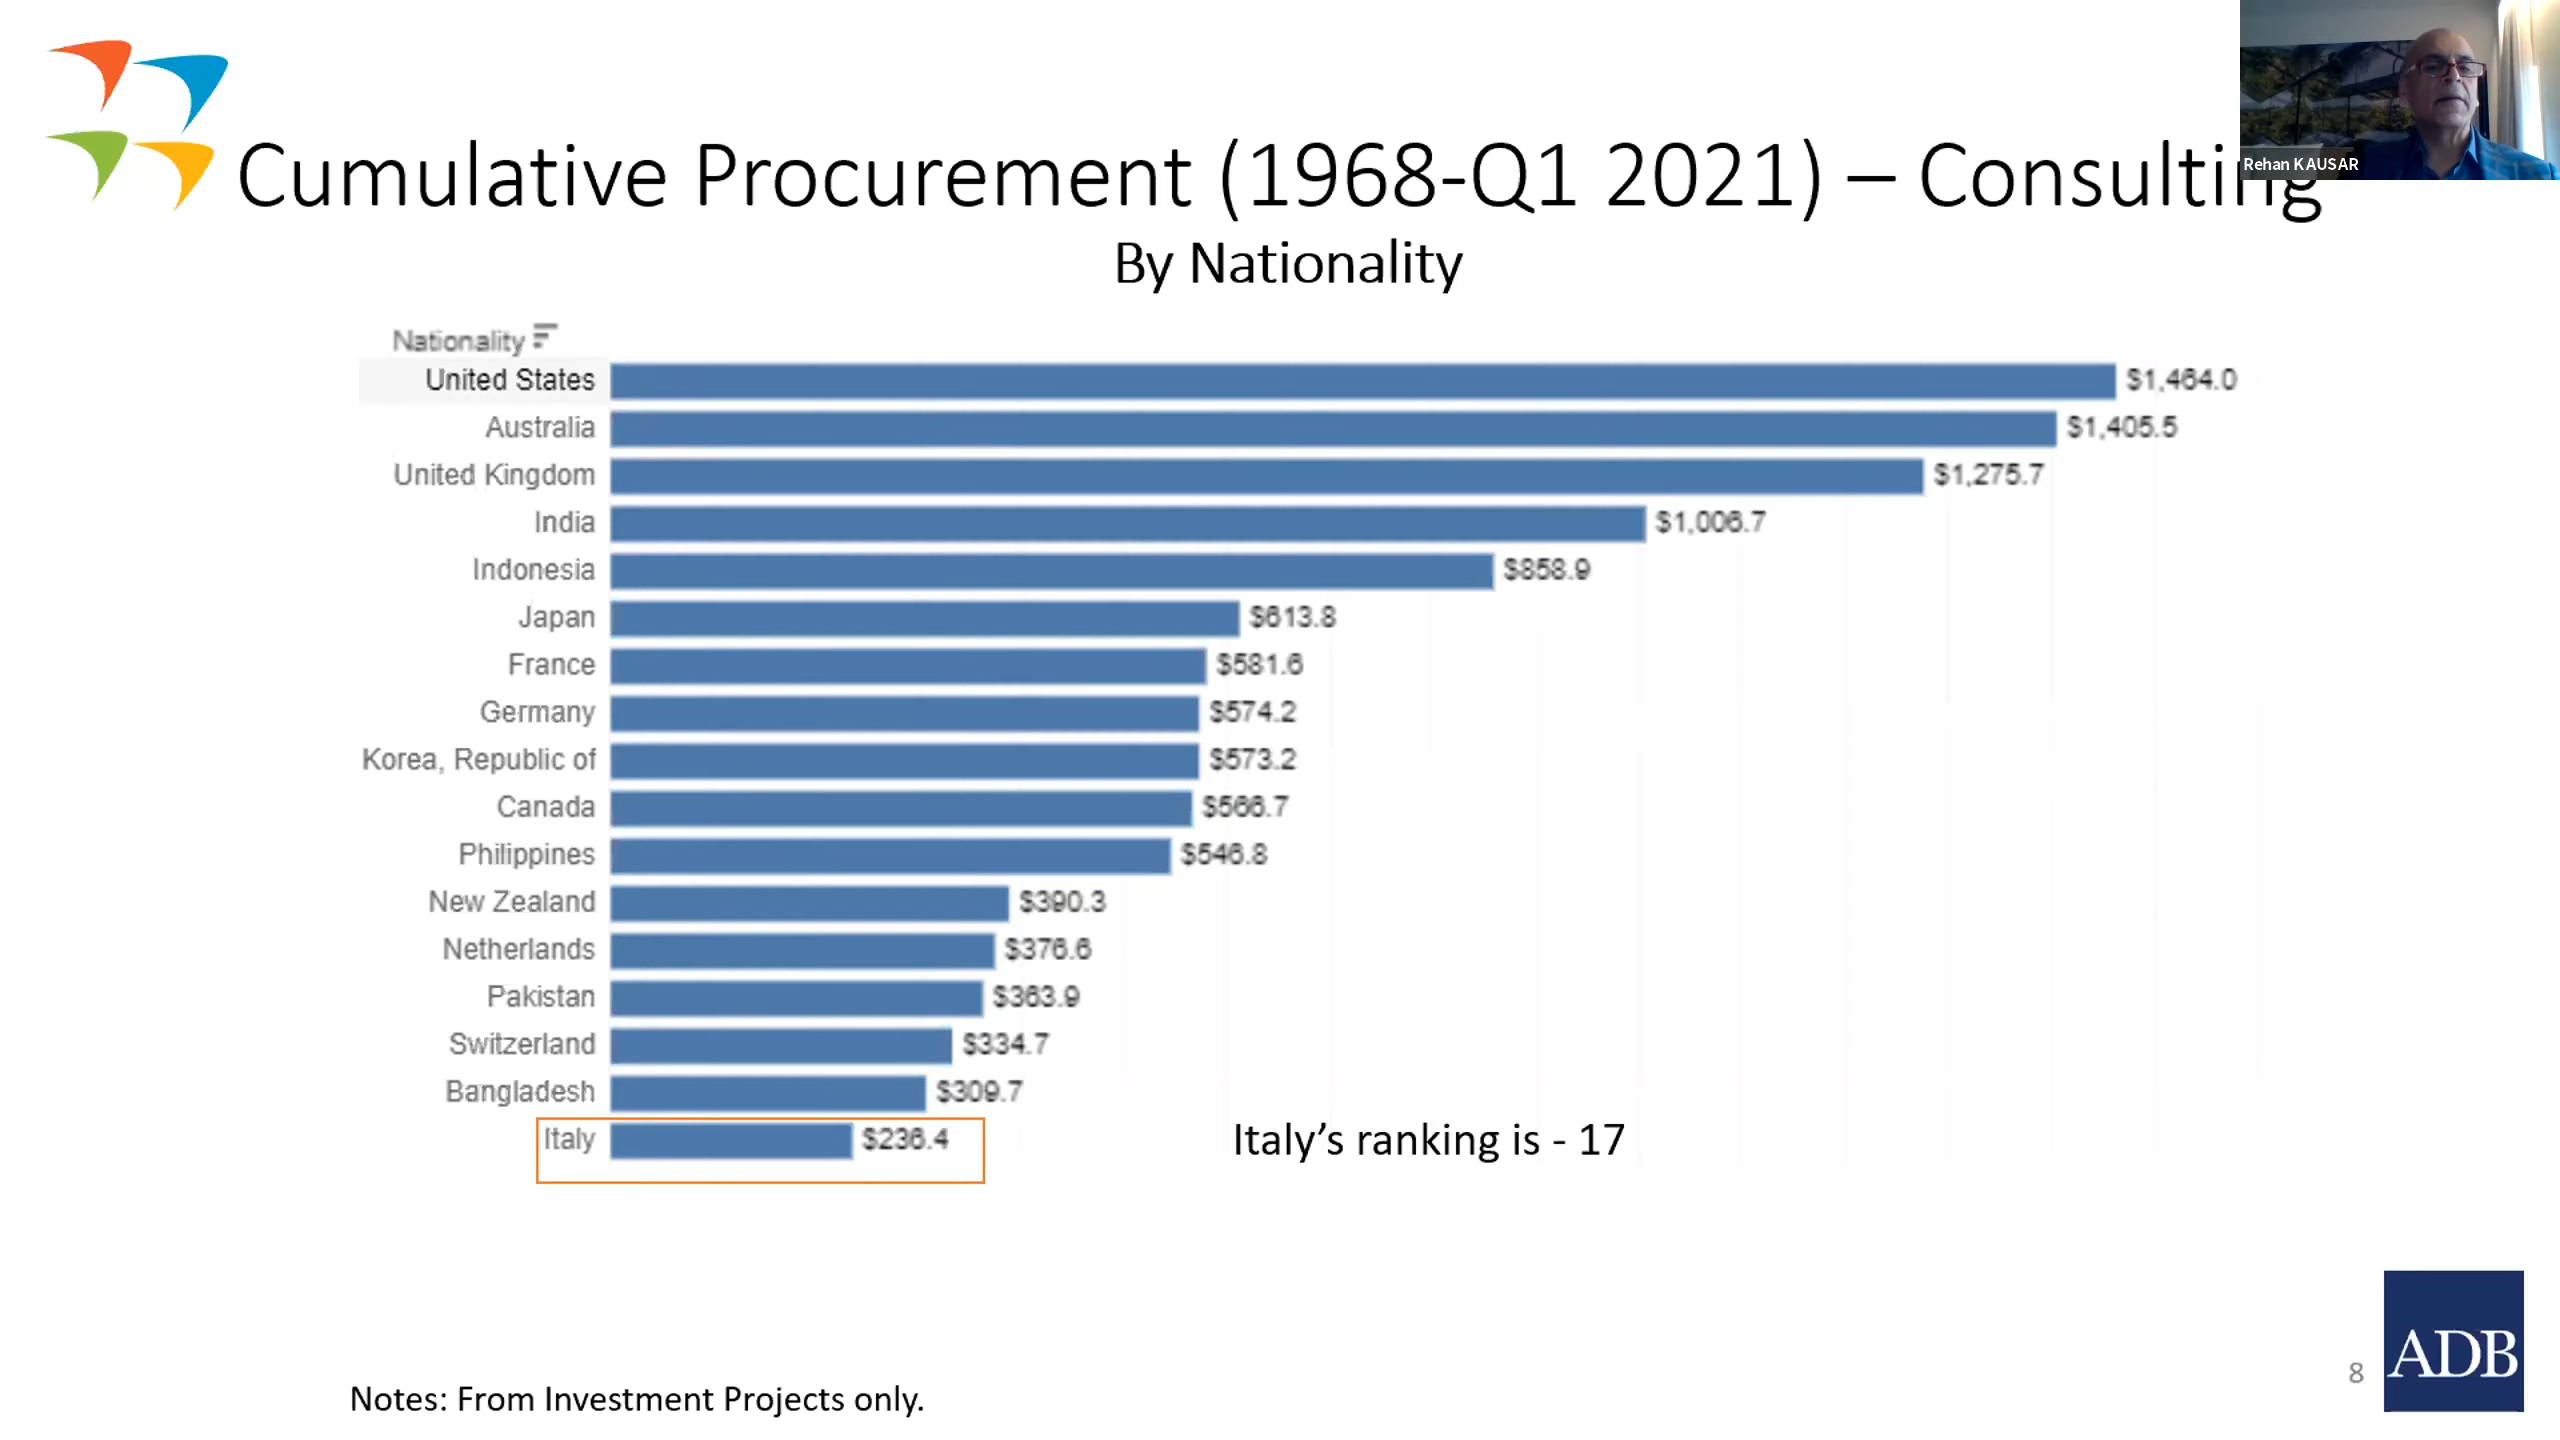 Rehan KAUSAR
Cumulative Procurement (1968-Q1 2021) – Consulting
By Nationality
Nationality
United States $1,464.0
Australia $1,405.5
United Kingdom $1,275.7
India $1,006.7
Indonesia $858.9
Japan $613.8
France $581.6
Germany $574.2
Korea, Republic of $573.2
Canada $566.7
Philippines $546.8
New Zealand $390.3
Netherlands $376.6
Pakistan $363.9
Switzerland $334.7
Bangladesh $309.7
Italy $236.4
Italy’s ranking is - 17
Notes: From Investment Projects only.
8
ADB